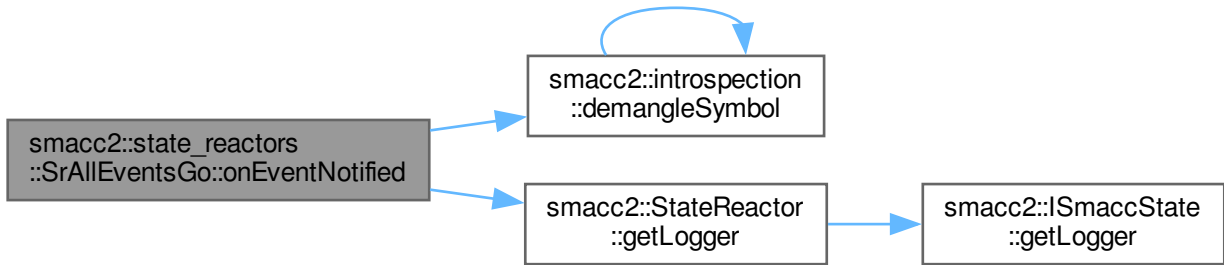 smacc2::state_reactors
::SrAllEventsGo::onEventNotified
smacc2::introspection
::demangleSymbol
smacc2::StateReactor
::getLogger
smacc2::ISmaccState
::getLogger